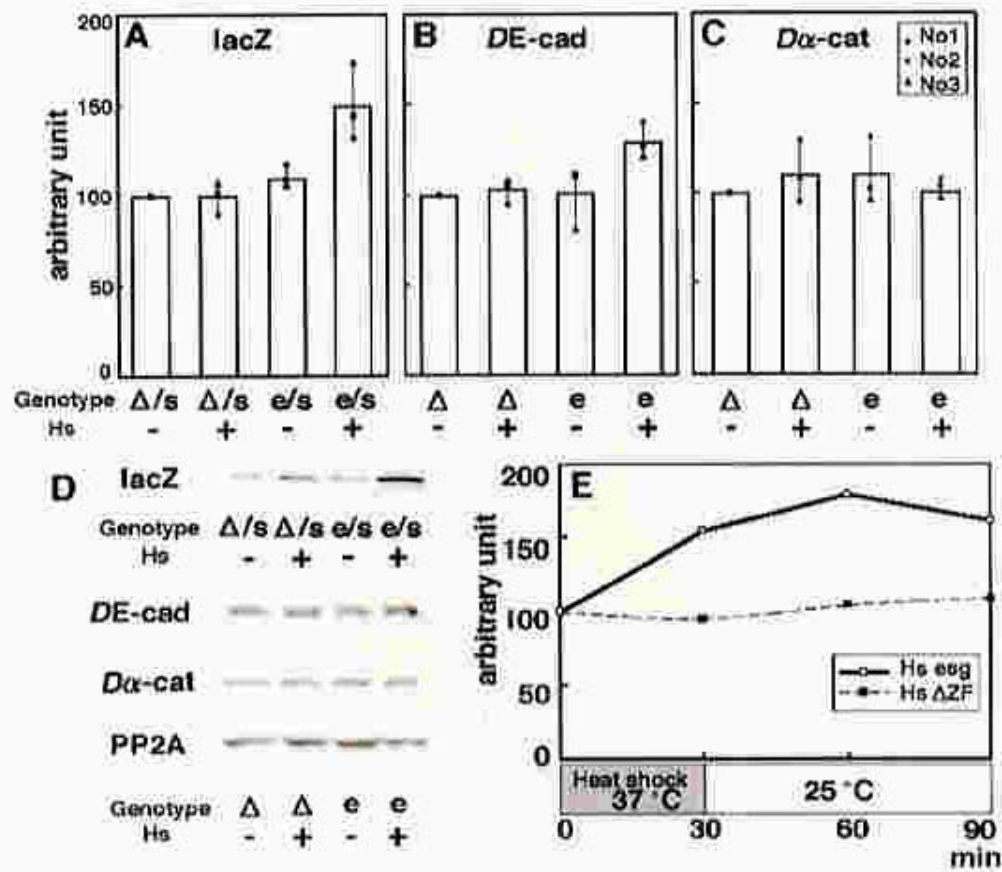 A lacZ
B DE-cad
C Dα-cat
No1
No2
No3
200
150
100
50
0
arbitrary unit
Genotype Δ/s Δ/s e/s e/s Δ Δ e e Δ Δ e e
Hs - + - + - + - + - + - +
D lacZ
Genotype Δ/s Δ/s e/s e/s
Hs - + - +
DE-cad
Dα-cat
PP2A
Genotype Δ Δ e e
Hs - + - +
E
200
150
100
50
0
arbitrary unit
Hs esg
Hs ΔZF
Heat shock
37 °C
25 °C
0 30 60 90
min